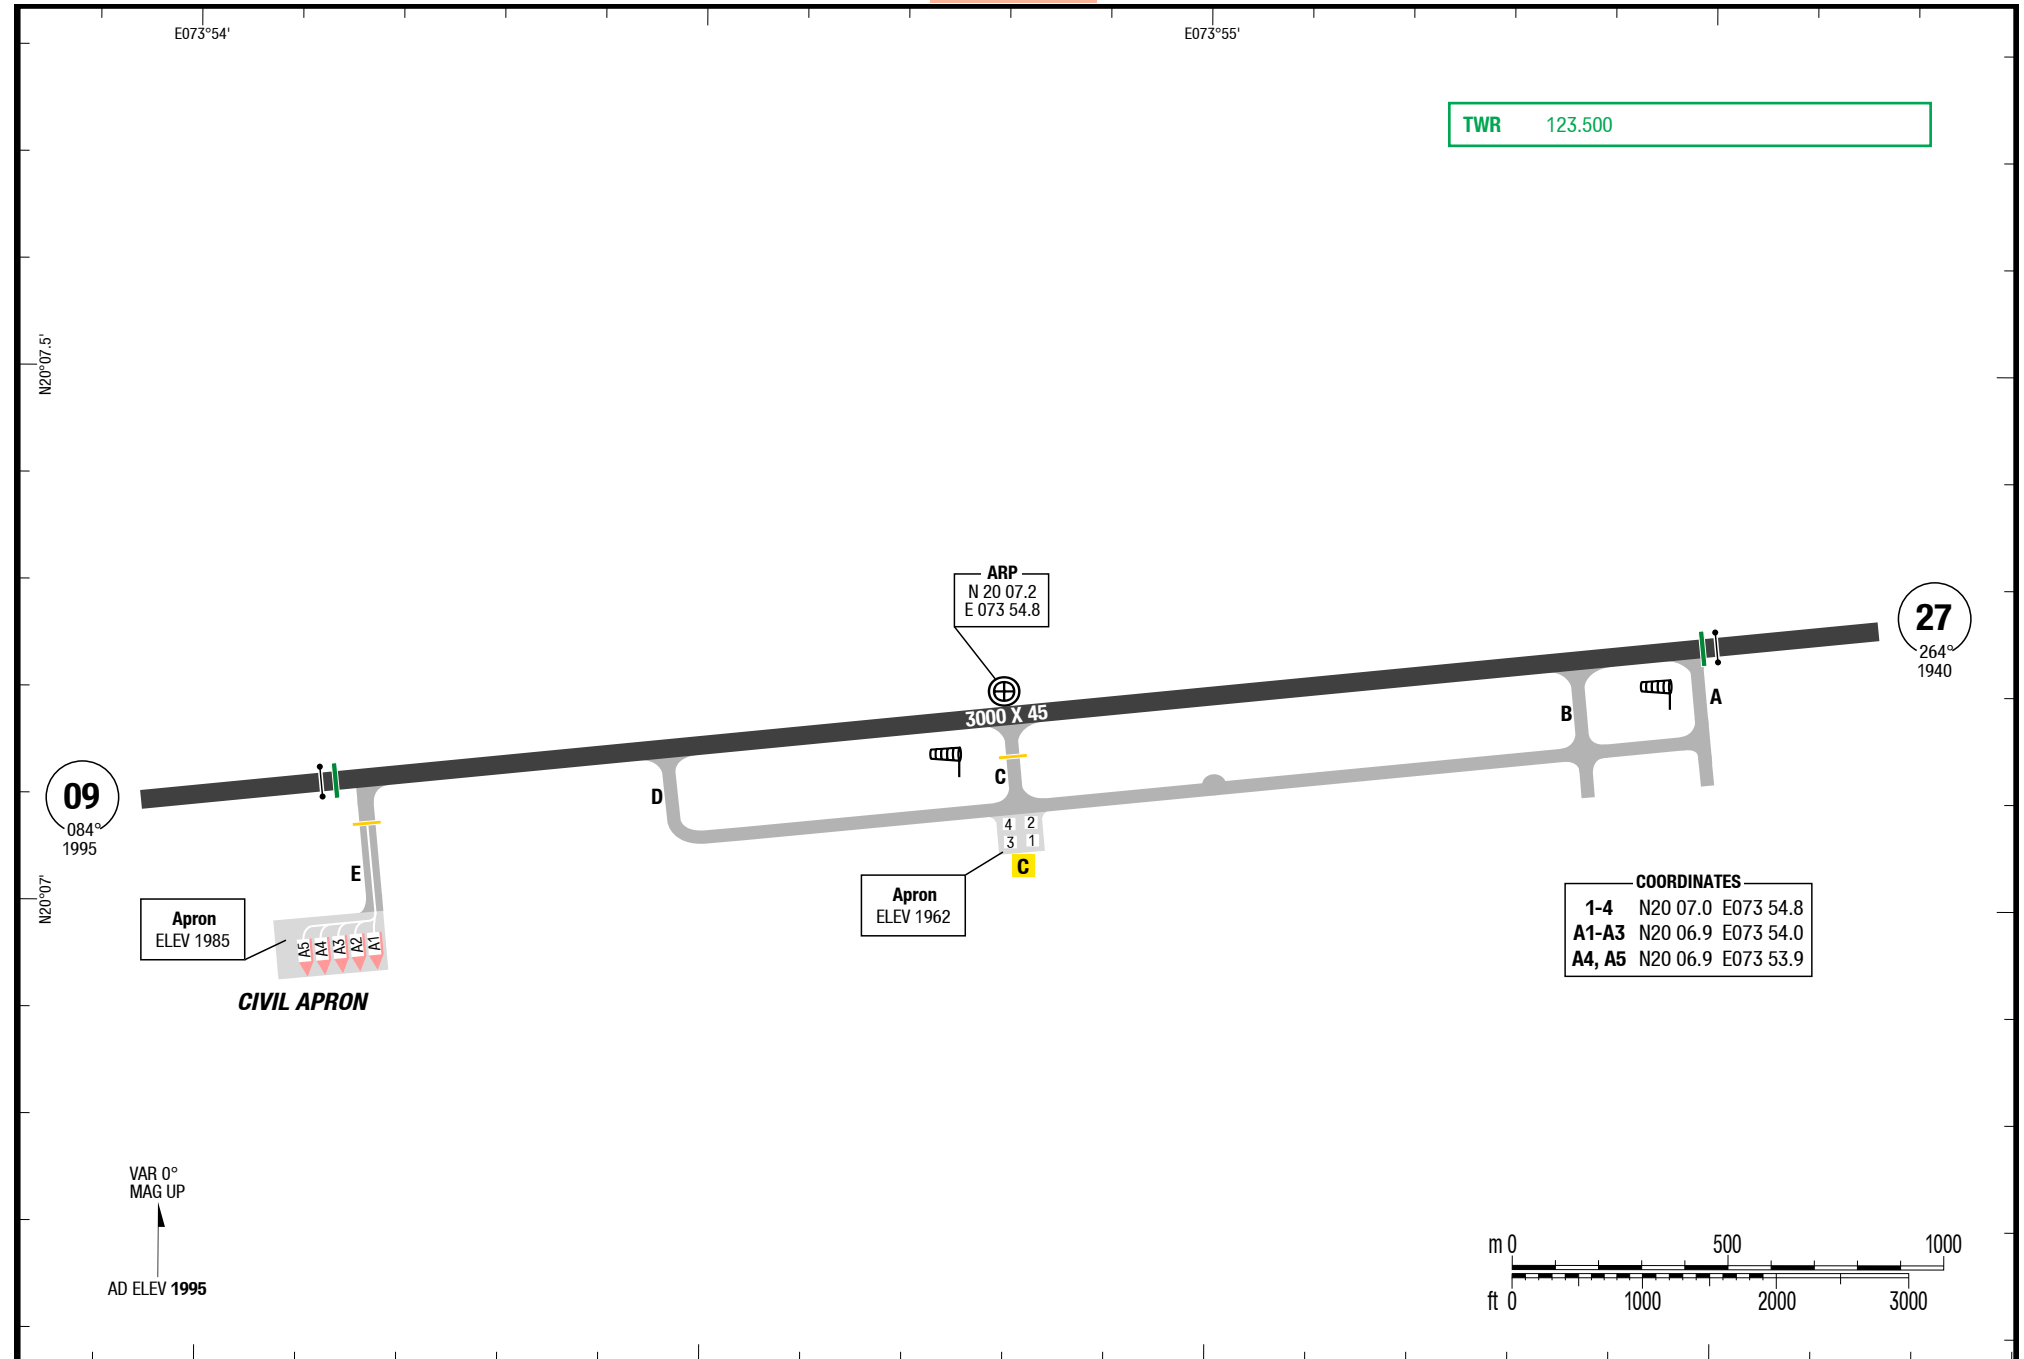 E073°54'
E073°55'
TWR 123.500
N20°07.5'
ARP
N 20 07.2
E 073 54.8
27
264°
1940
3000 X 45
A
B
C
D
09
084°
1995
4 2
3 1
C
E
N20°07'
Apron
ELEV 1962
Apron
ELEV 1985
A5 A4 A3 A2 A1
CIVIL APRON
COORDINATES
1-4 N20 07.0 E073 54.8
A1-A3 N20 06.9 E073 54.0
A4, A5 N20 06.9 E073 53.9
VAR 0°
MAG UP
AD ELEV 1995
m 0 500 1000
ft 0 1000 2000 3000